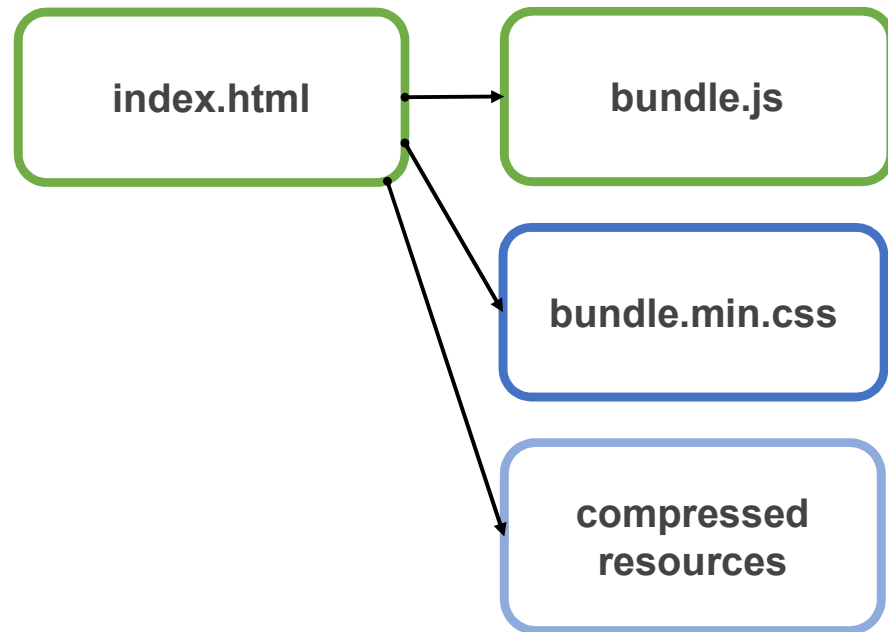 index.html
bundle.js
bundle.min.css
compressed
resources